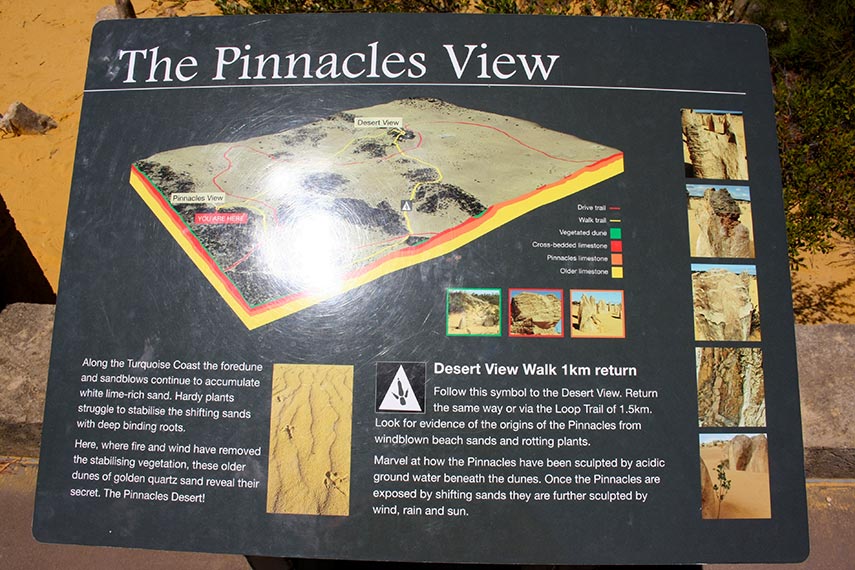 The Pinnacles View
Desert View
Pinnacles View
YOU ARE HERE
Drive trail
Walk trail
Vegetated dune
Cross-bedded limestone
Pinnacles limestone
Older limestone
Along the Turquoise Coast the foredune
and sandblows continue to accumulate
white lime-rich sand. Hardy plants
struggle to stabilise the shifting sands
with deep binding roots.
Here, where fire and wind have removed
the stabilising vegetation, these older
dunes of golden quartz sand reveal their
secret. The Pinnacles Desert!
Desert View Walk 1km return
Follow this symbol to the Desert View. Return
the same way or via the Loop Trail of 1.5km.
Look for evidence of the origins of the Pinnacles from
windblown beach sands and rotting plants.
Marvel at how the Pinnacles have been sculpted by acidic
ground water beneath the dunes. Once the Pinnacles are
exposed by shifting sands they are further sculpted by
wind, rain and sun.